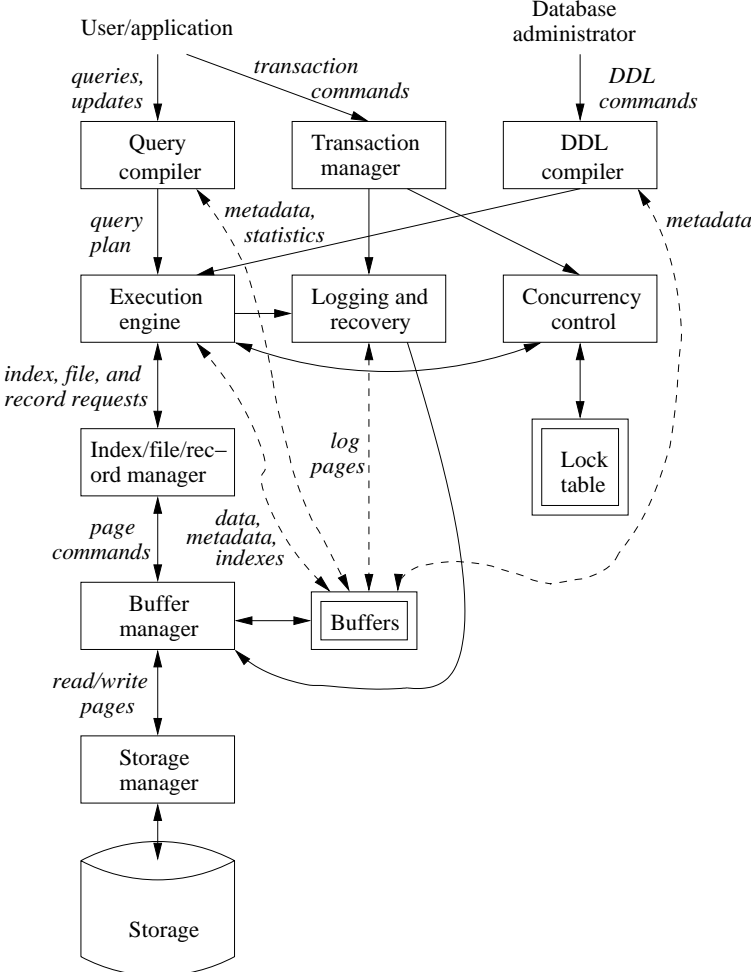 User/application
Database
administrator
queries,
updates
transaction
commands
DDL
commands
Query
compiler
Transaction
manager
DDL
compiler
query
plan
metadata,
statistics
metadata
Execution
engine
Logging and
recovery
Concurrency
control
index, file, and
record requests
Index/file/rec–
ord manager
log
pages
Lock
table
page
commands
data,
metadata,
indexes
Buffer
manager
Buffers
read/write
pages
Storage
manager
Storage